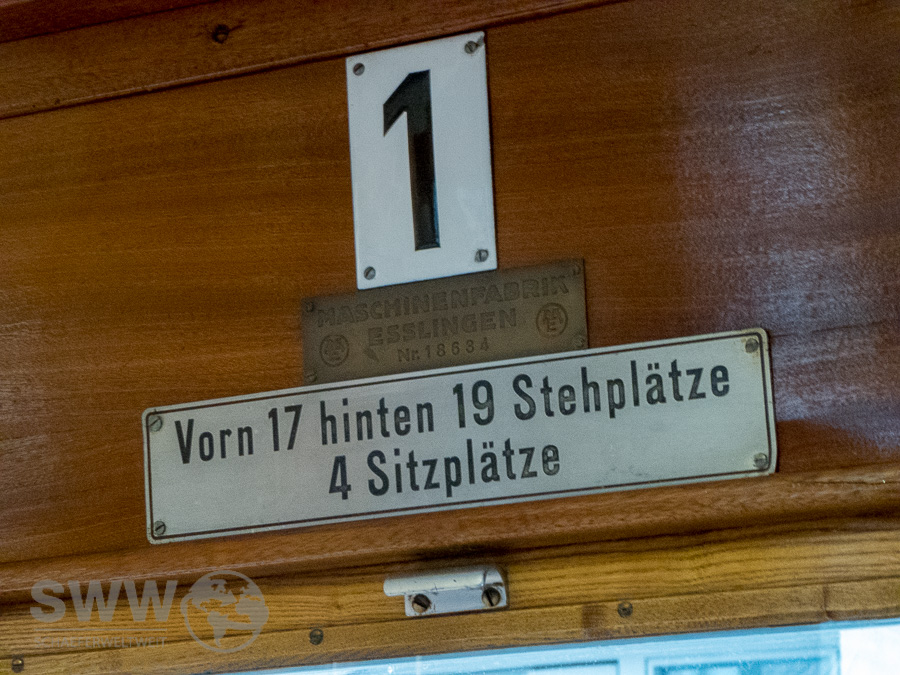 1
MASCHINENFABRIK
ESSLINGEN
Nr. 18634
Vorn 17 hinten 19 Stehplätze
4 Sitzplätze
SWW